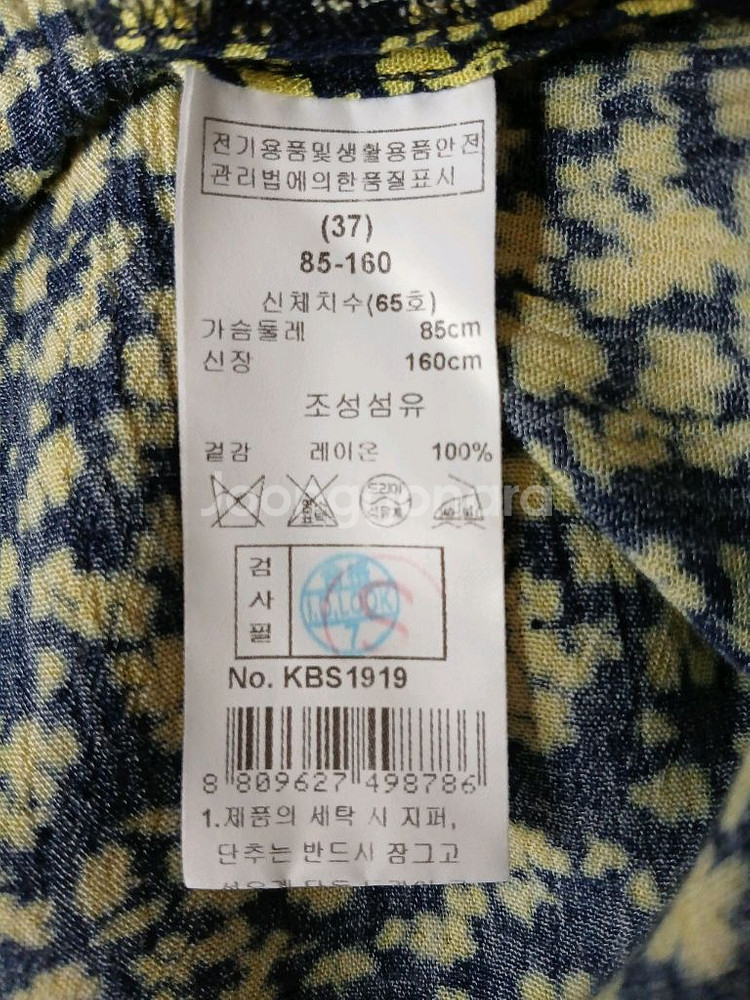 전기용품및생활용품안전
관리법에의한품질표시
(37)
85-160
신체치수(65호)
가슴둘레 85cm
신장 160cm
조성섬유
겉감 레이온 100%
드라이
검사필
No. KBS1919
8 809627 498786
1.제품의 세탁 시 지퍼,
단추는 반드시 잠그고